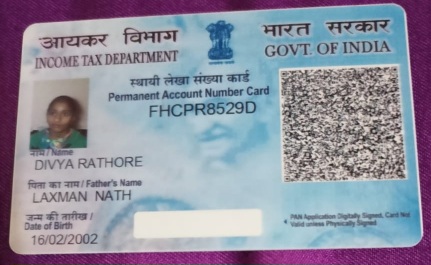 आयकर विभाग
INCOME TAX DEPARTMENT
भारत सरकार
GOVT. OF INDIA
स्थायी लेखा संख्या कार्ड
Permanent Account Number Card
FHCPR8529D
नाम / Name
DIVYA RATHORE
पिता का नाम / Father's Name
LAXMAN NATH
जन्म की तारीख /
Date of Birth
16/02/2002
PAN Application Digitally Signed, Card Not
Valid unless Physically Signed